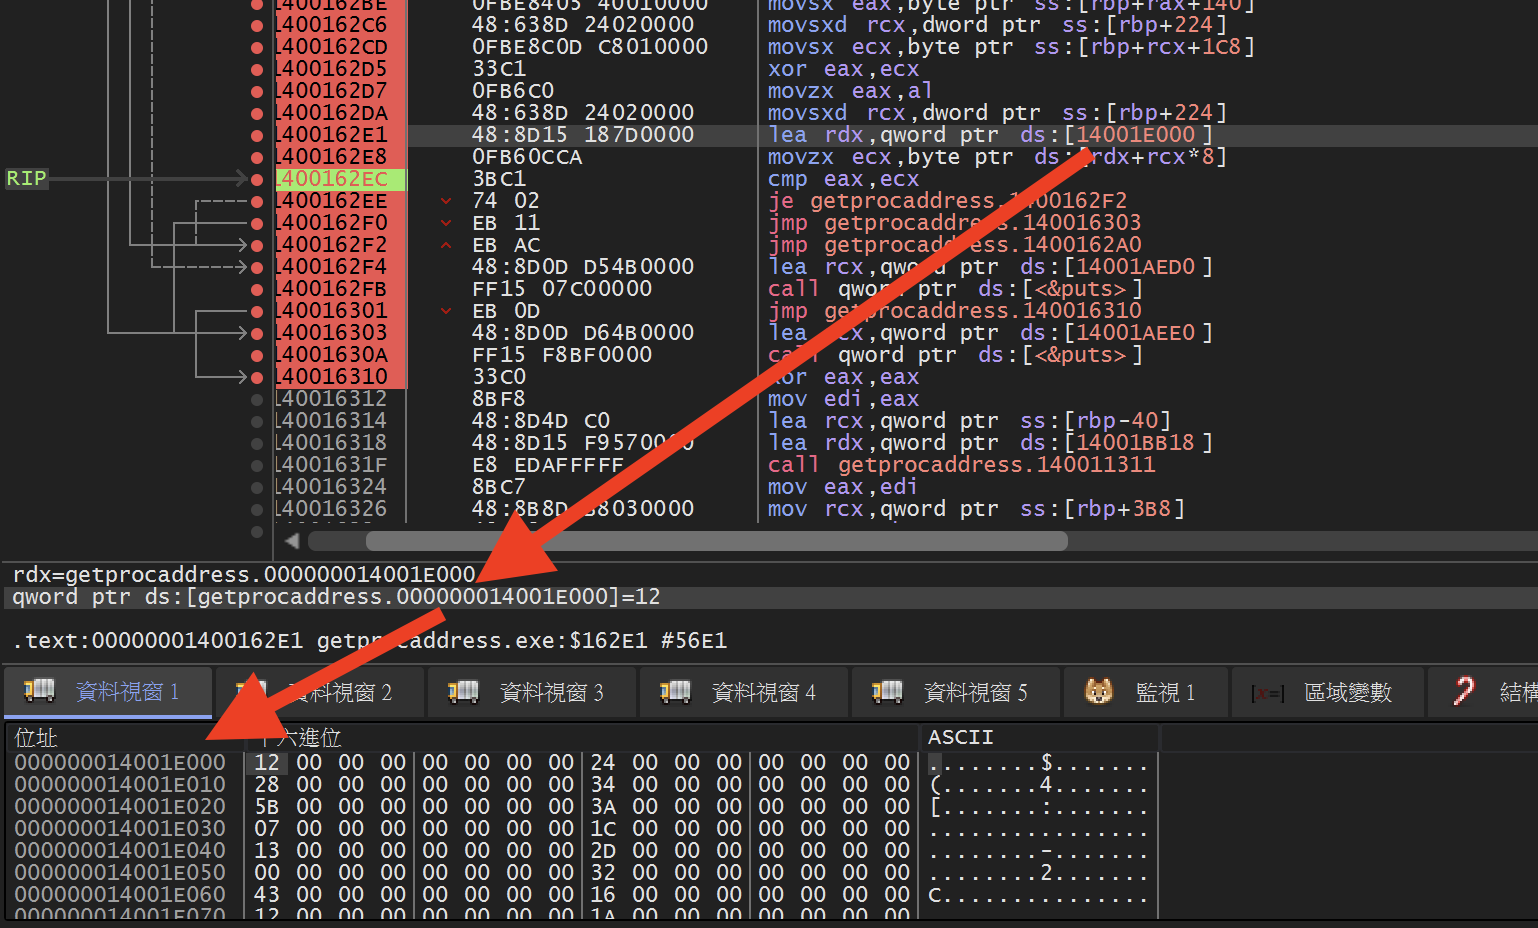 400162BE 0FBE8405 40010000 movsx eax,byte ptr ss:[rbp+rax+140]
400162C6 48:638D 24020000 movsxd rcx,dword ptr ss:[rbp+224]
400162CD 0FBE8C0D C8010000 movsx ecx,byte ptr ss:[rbp+rcx+1C8]
400162D5 33C1 xor eax,ecx
400162D7 0FB6C0 movzx eax,al
400162DA 48:638D 24020000 movsxd rcx,dword ptr ss:[rbp+224]
400162E1 48:8D15 187D0000 lea rdx,qword ptr ds:[14001E000]
400162E8 0FB60CCA movzx ecx,byte ptr ds:[rdx+rcx*8]
RIP 400162EC 3BC1 cmp eax,ecx
400162EE 74 02 je getprocaddress.1400162F2
400162F0 EB 11 jmp getprocaddress.140016303
400162F2 EB AC jmp getprocaddress.1400162A0
400162F4 48:8D0D D54B0000 lea rcx,qword ptr ds:[14001AED0]
400162FB FF15 07C00000 call qword ptr ds:[<&puts>]
140016301 EB 0D jmp getprocaddress.140016310
140016303 48:8D0D D64B0000 lea rcx,qword ptr ds:[14001AEE0]
14001630A FF15 F8BF0000 call qword ptr ds:[<&puts>]
140016310 33C0 xor eax,eax
140016312 8BF8 mov edi,eax
140016314 48:8D4D C0 lea rcx,qword ptr ss:[rbp-40]
140016318 48:8D15 F9570000 lea rdx,qword ptr ds:[14001BB18]
14001631F E8 EDAFFFFF call getprocaddress.140011311
140016324 8BC7 mov eax,edi
140016326 48:8B8D B8030000 mov rcx,qword ptr ss:[rbp+3B8]
rdx=getprocaddress.000000014001E000
qword ptr ds:[getprocaddress.000000014001E000]=12
.text:00000001400162E1 getprocaddress.exe:$162E1 #56E1
資料視窗 1 資料視窗 2 資料視窗 3 資料視窗 4 資料視窗 5 監視 1 [x=] 區域變數 結構
位址 十六進位 ASCII
000000014001E000 12 00 00 00 00 00 00 00 24 00 00 00 00 00 00 00 ........$.......
000000014001E010 28 00 00 00 00 00 00 00 34 00 00 00 00 00 00 00 (.......4.......
000000014001E020 5B 00 00 00 00 00 00 00 3A 00 00 00 00 00 00 00 [.......:.......
000000014001E030 07 00 00 00 00 00 00 00 1C 00 00 00 00 00 00 00 ................
000000014001E040 13 00 00 00 00 00 00 00 2D 00 00 00 00 00 00 00 ........-.......
000000014001E050 00 00 00 00 00 00 00 00 32 00 00 00 00 00 00 00 ........2.......
000000014001E060 43 00 00 00 00 00 00 00 16 00 00 00 00 00 00 00 C...............
000000014001E070 12 00 00 00 00 00 00 00 1A 00 00 00 00 00 00 00